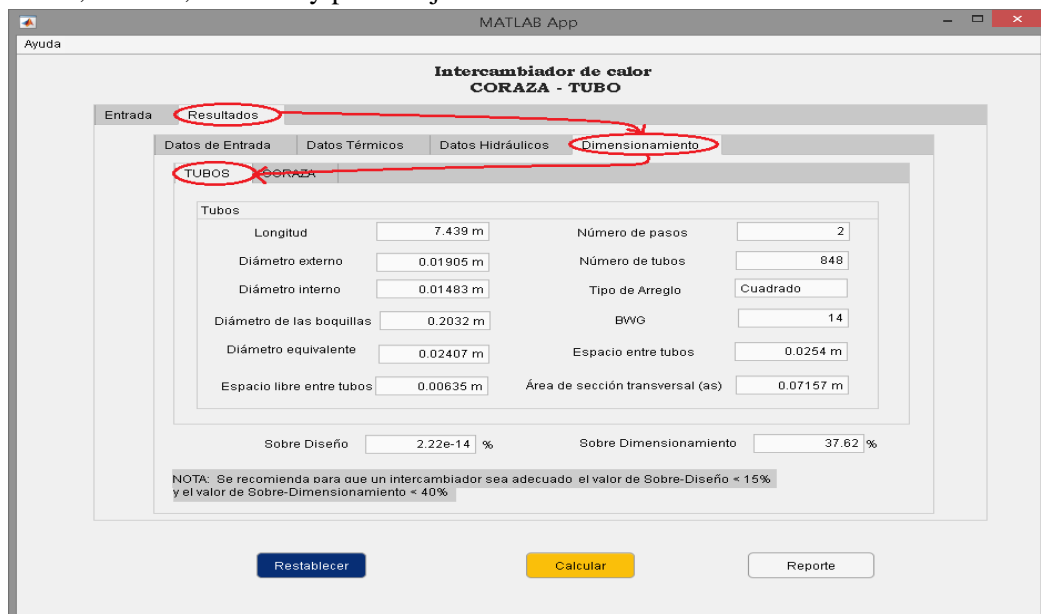 MATLAB App
Ayuda
Intercambiador de calor
CORAZA - TUBO
Entrada Resultados
Datos de Entrada Datos Térmicos Datos Hidráulicos Dimensionamiento
TUBOS CORAZA
Tubos
Longitud 7.439 m Número de pasos 2
Diámetro externo 0.01905 m Número de tubos 848
Diámetro interno 0.01483 m Tipo de Arreglo Cuadrado
Diámetro de las boquillas 0.2032 m BWG 14
Diámetro equivalente 0.02407 m Espacio entre tubos 0.0254 m
Espacio libre entre tubos 0.00635 m Área de sección transversal (as) 0.07157 m
Sobre Diseño 2.22e-14 % Sobre Dimensionamiento 37.62 %
NOTA: Se recomienda para que un intercambiador sea adecuado el valor de Sobre-Diseño < 15%
y el valor de Sobre-Dimensionamiento < 40%
Restablecer Calcular Reporte